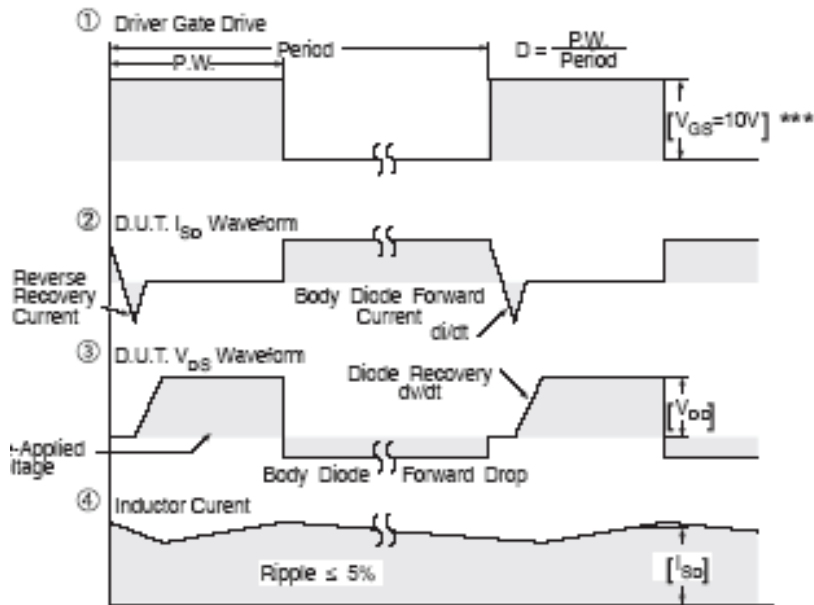 ① Driver Gate Drive
Period
P.W.
D = P.W. / Period
[VGS=10V] ***
② D.U.T. ISD Waveform
Reverse
Recovery
Current
Body Diode Forward
Current
di/dt
③ D.U.T. VDS Waveform
Diode Recovery
dv/dt
[VDD]
-Applied
ltage
Body Diode Forward Drop
④ Inductor Curent
Ripple ≤ 5%
[ISD]